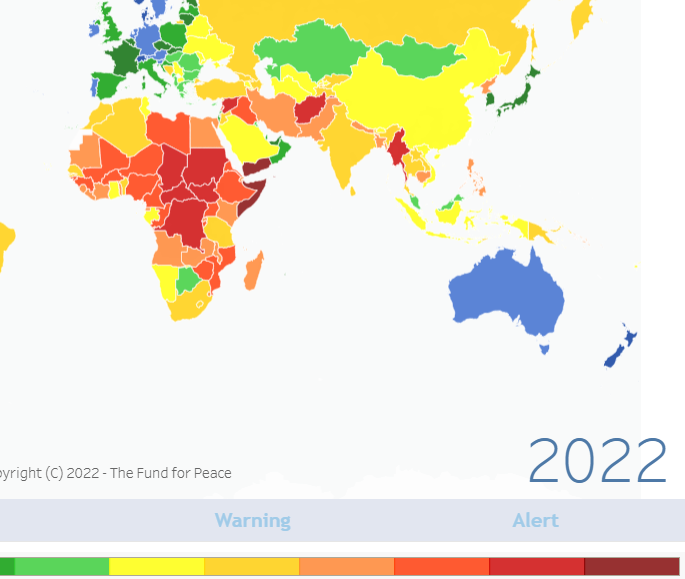 2022
pyright (C) 2022 - The Fund for Peace
Warning
Alert